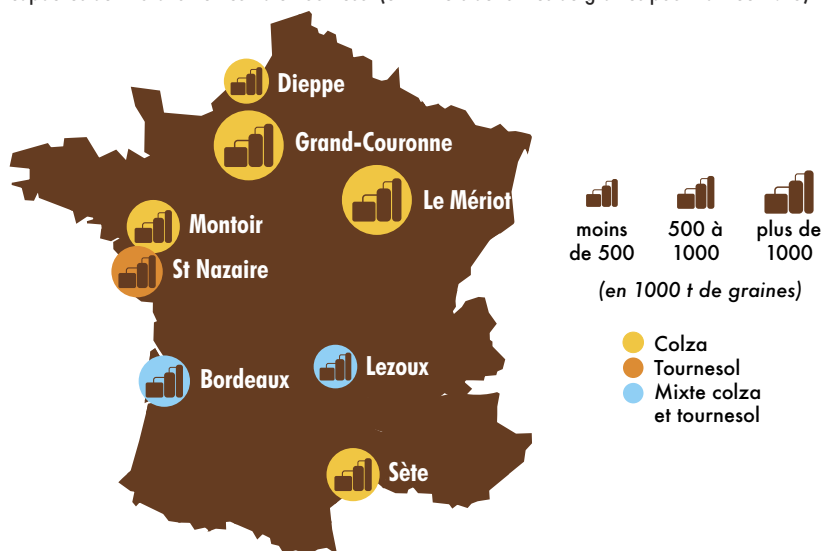 Dieppe
Grand-Couronne
Le Mériot
Montoir
St Nazaire
Bordeaux
Lezoux
Sète
moins de 500
500 à 1000
plus de 1000
(en 1000 t de graines)
Colza
Tournesol
Mixte colza
et tournesol